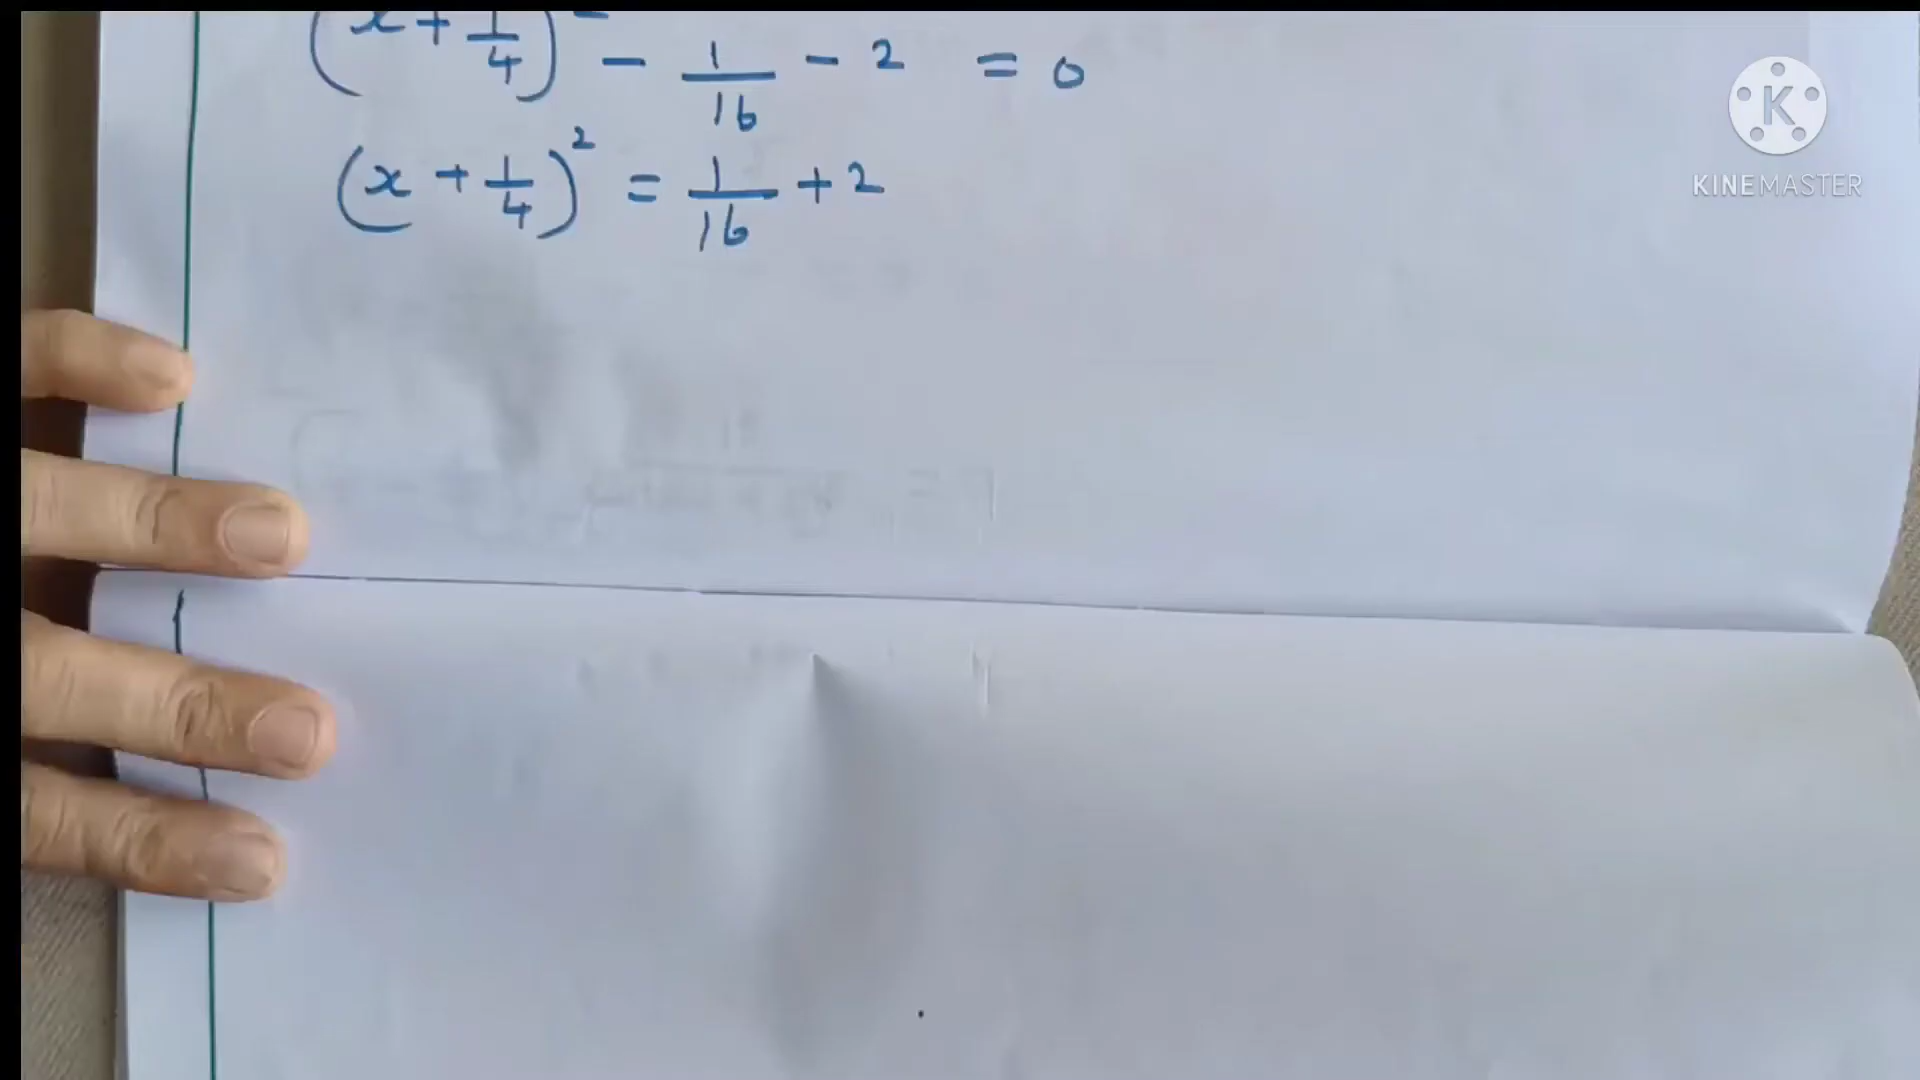 (x + 1/4)² - 1/16 - 2 = 0
(x + 1/4)² = 1/16 + 2
K
KINEMASTER